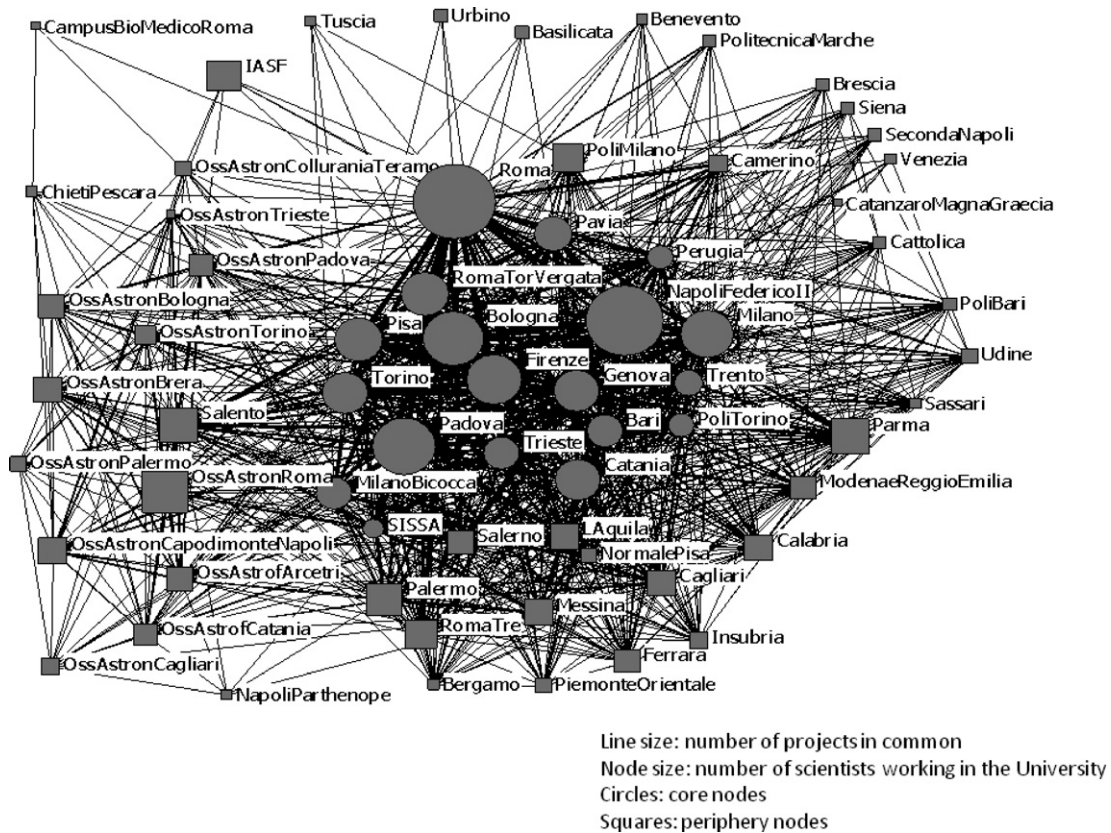 CampusBioMedicoRoma
Tuscia
Urbino
Basilicata
Benevento
PolitecnicaMarche
IASF
Brescia
Siena
SecondaNapoli
Venezia
PoliMilano
Roma
Camerino
OssAstronColluraniaTeramo
ChietiPescara
CatanzaroMagnaGraecia
OssAstronTrieste
Pavia
Cattolica
Perugia
OssAstronPadova
RomaTorVergata
NapoliFedericoII
OssAstronBologna
PoliBari
Pisa
Bologna
Milano
OssAstronTorino
Udine
Firenze
Torino
Genova
Trento
OssAstronBrera
Sassari
Salento
Padova
Bari
PoliTorino
Parma
Trieste
OssAstronPalermo
Catania
OssAstronRoma
MilanoBicocca
ModenaeReggioEmilia
SISSA
Salerno
LAquila
Calabria
OssAstronCapodimonteNapoli
NormalePisa
OssAstrofArcetri
Cagliari
Palermo
Messina
OssAstrofCatania
RomaTre
Insubria
Ferrara
OssAstronCagliari
Bergamo
PiemonteOrientale
NapoliParthenope
Line size: number of projects in common
Node size: number of scientists working in the University
Circles: core nodes
Squares: periphery nodes